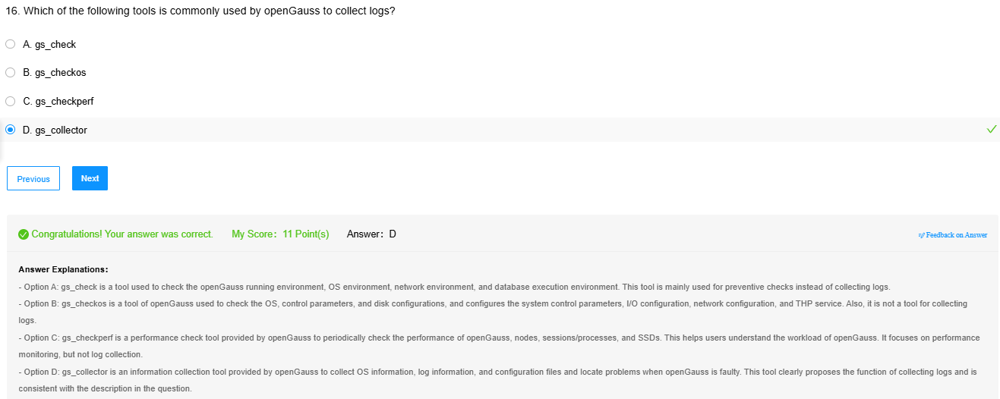 16. Which of the following tools is commonly used by openGauss to collect logs?
A. gs_check
B. gs_checkos
C. gs_checkperf
D. gs_collector
Previous Next
Congratulations! Your answer was correct. My Score: 11 Point(s) Answer: D Feedback on Answer
Answer Explanations:
- Option A: gs_check is a tool used to check the openGauss running environment, OS environment, network environment, and database execution environment. This tool is mainly used for preventive checks instead of collecting logs.
- Option B: gs_checkos is a tool of openGauss used to check the OS, control parameters, and disk configurations, and configures the system control parameters, I/O configuration, network configuration, and THP service. Also, it is not a tool for collecting
logs.
- Option C: gs_checkperf is a performance check tool provided by openGauss to periodically check the performance of openGauss, nodes, sessions/processes, and SSDs. This helps users understand the workload of openGauss. It focuses on performance
monitoring, but not log collection.
- Option D: gs_collector is an information collection tool provided by openGauss to collect OS information, log information, and configuration files and locate problems when openGauss is faulty. This tool clearly proposes the function of collecting logs and is
consistent with the description in the question.